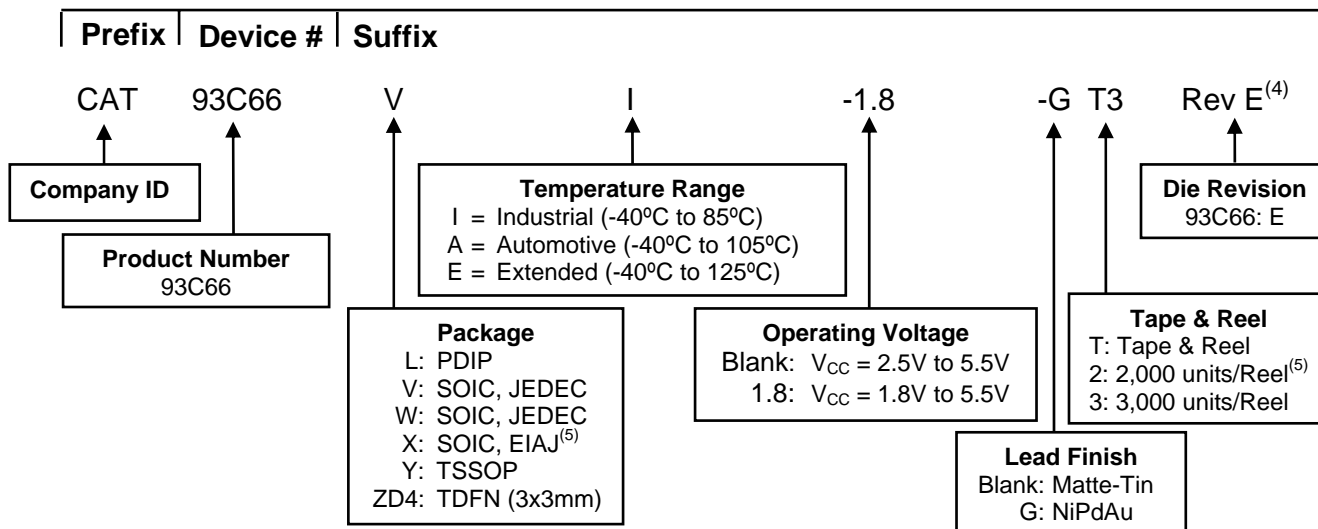 Prefix Device # Suffix
CAT 93C66 V I -1.8 -G T3 Rev E(4)
Company ID
Product Number
93C66
Temperature Range
I = Industrial (-40ºC to 85ºC)
A = Automotive (-40ºC to 105ºC)
E = Extended (-40ºC to 125ºC)
Die Revision
93C66: E
Package
L: PDIP
V: SOIC, JEDEC
W: SOIC, JEDEC
X: SOIC, EIAJ(5)
Y: TSSOP
ZD4: TDFN (3x3mm)
Operating Voltage
Blank: VCC = 2.5V to 5.5V
1.8: VCC = 1.8V to 5.5V
Tape & Reel
T: Tape & Reel
2: 2,000 units/Reel(5)
3: 3,000 units/Reel
Lead Finish
Blank: Matte-Tin
G: NiPdAu